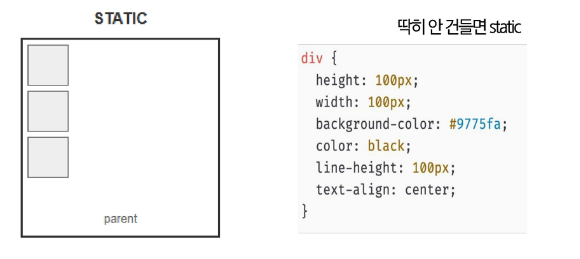 STATIC
parent
딱히 안 건들면 static
div {
  height: 100px;
  width: 100px;
  background-color: #9775fa;
  color: black;
  line-height: 100px;
  text-align: center;
}